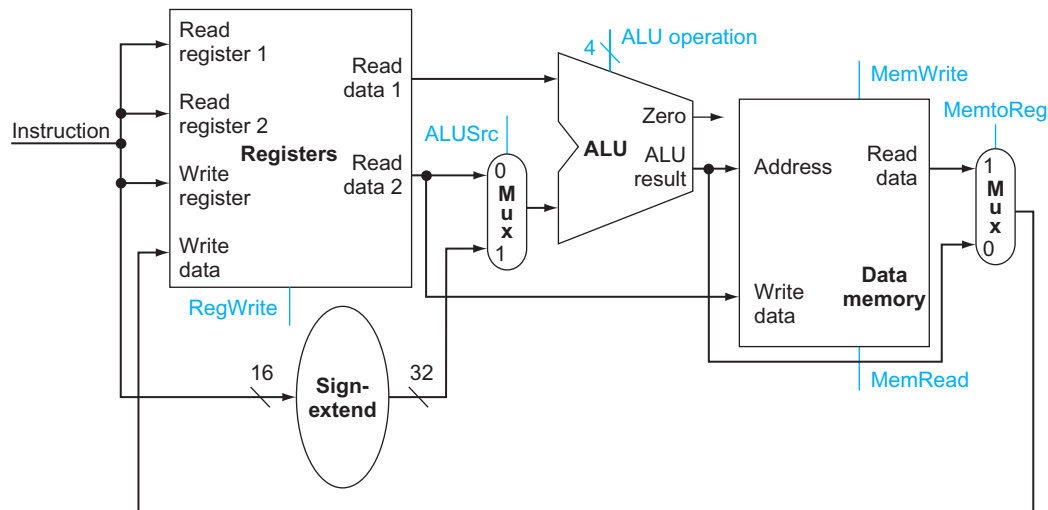 Instruction
Read
register 1
Read
register 2
Write
register
Write
data
Registers
Read
data 1
Read
data 2
RegWrite
16
Sign-
extend
32
ALUSrc
0
Mux
1
4
ALU operation
Zero
ALU
ALU
result
MemWrite
Address
Read
data
Write
data
Data
memory
MemRead
MemtoReg
1
Mux
0